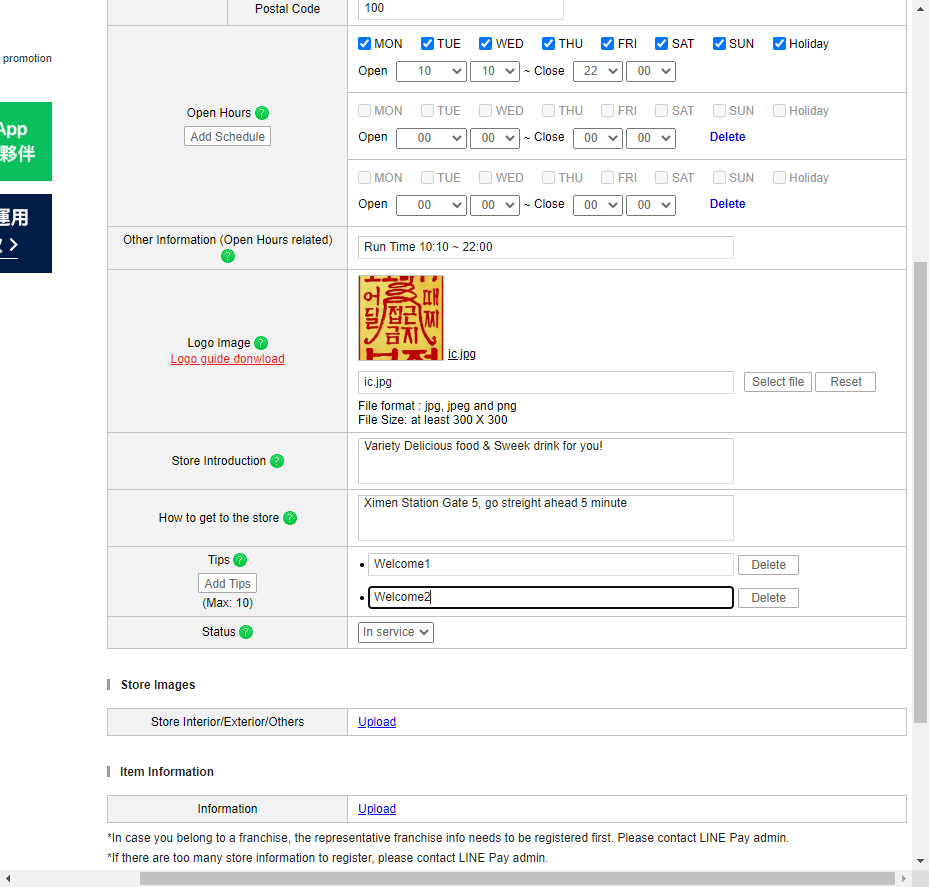 Postal Code
100
promotion
MON TUE WED THU FRI SAT SUN Holiday
Open 10 10 ~ Close 22 00
App
夥伴
Open Hours ?
Add Schedule
MON TUE WED THU FRI SAT SUN Holiday
Open 00 00 ~ Close 00 00 Delete
MON TUE WED THU FRI SAT SUN Holiday
Open 00 00 ~ Close 00 00 Delete
運用
Other Information (Open Hours related)
?
Run Time 10:10 ~ 22:00
Logo Image ?
Logo guide donwload
어 때
딜 접근 찌
금지
부적
ic.jpg
ic.jpg
Select file
Reset
File format : jpg, jpeg and png
File Size: at least 300 X 300
Store Introduction ?
Variety Delicious food & Sweek drink for you!
How to get to the store ?
Ximen Station Gate 5, go streight ahead 5 minute
Tips ?
Add Tips
(Max: 10)
• Welcome1 Delete
• Welcome2 Delete
Status ?
In service
Store Images
Store Interior/Exterior/Others
Upload
Item Information
Information
Upload
*In case you belong to a franchise, the representative franchise info needs to be registered first. Please contact LINE Pay admin.
*If there are too many store information to register, please contact LINE Pay admin.